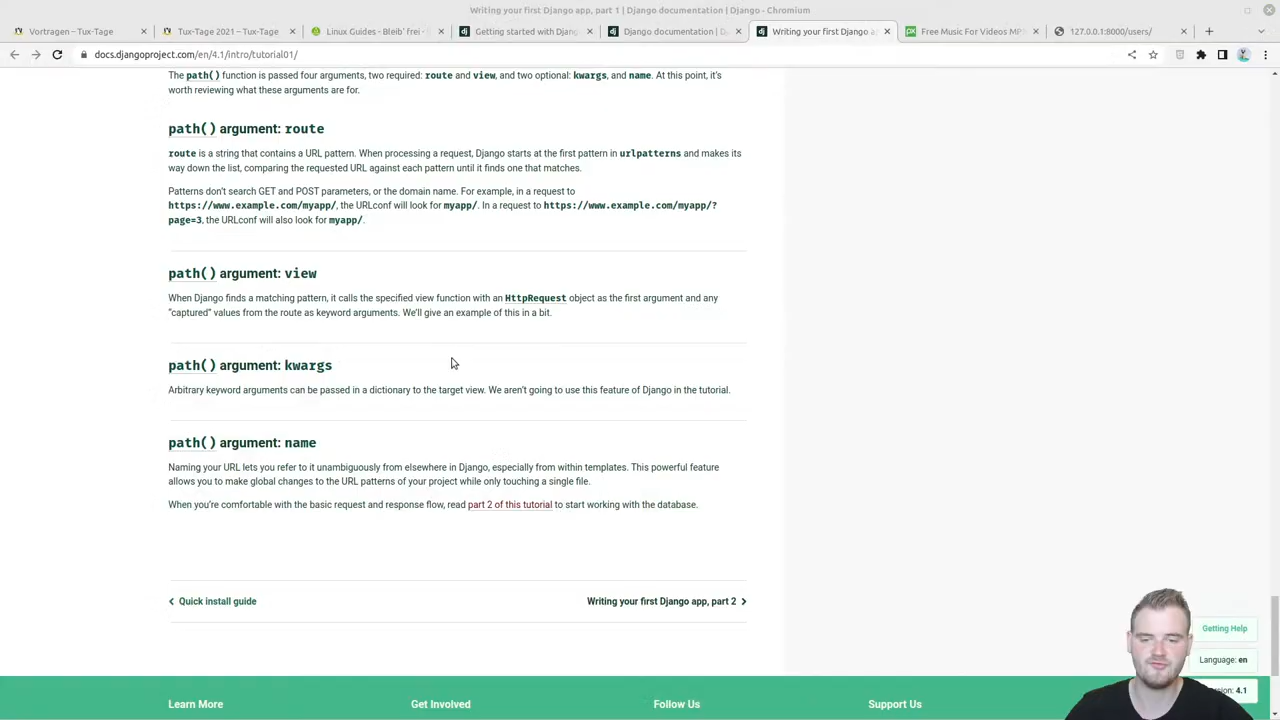 Writing your first Django app, part 1 | Django documentation | Django - Chromium
Vortragen – Tux-Tage
Tux-Tage 2021 – Tux-Tage
Linux Guides - Bleib' frei -
Getting started with Djang
Django documentation | D
Writing your first Django a
Free Music For Videos MP
127.0.0.1:8000/users/
docs.djangoproject.com/en/4.1/intro/tutorial01/
The path() function is passed four arguments, two required: route and view, and two optional: kwargs, and name. At this point, it's
worth reviewing what these arguments are for.
path() argument: route
route is a string that contains a URL pattern. When processing a request, Django starts at the first pattern in urlpatterns and makes its
way down the list, comparing the requested URL against each pattern until it finds one that matches.
Patterns don't search GET and POST parameters, or the domain name. For example, in a request to
https://www.example.com/myapp/, the URLconf will look for myapp/. In a request to https://www.example.com/myapp/?
page=3, the URLconf will also look for myapp/.
path() argument: view
When Django finds a matching pattern, it calls the specified view function with an HttpRequest object as the first argument and any
"captured" values from the route as keyword arguments. We'll give an example of this in a bit.
path() argument: kwargs
Arbitrary keyword arguments can be passed in a dictionary to the target view. We aren't going to use this feature of Django in the tutorial.
path() argument: name
Naming your URL lets you refer to it unambiguously from elsewhere in Django, especially from within templates. This powerful feature
allows you to make global changes to the URL patterns of your project while only touching a single file.
When you're comfortable with the basic request and response flow, read part 2 of this tutorial to start working with the database.
Quick install guide
Writing your first Django app, part 2
Getting Help
Language: en
4.1
Learn More
Get Involved
Follow Us
Support Us